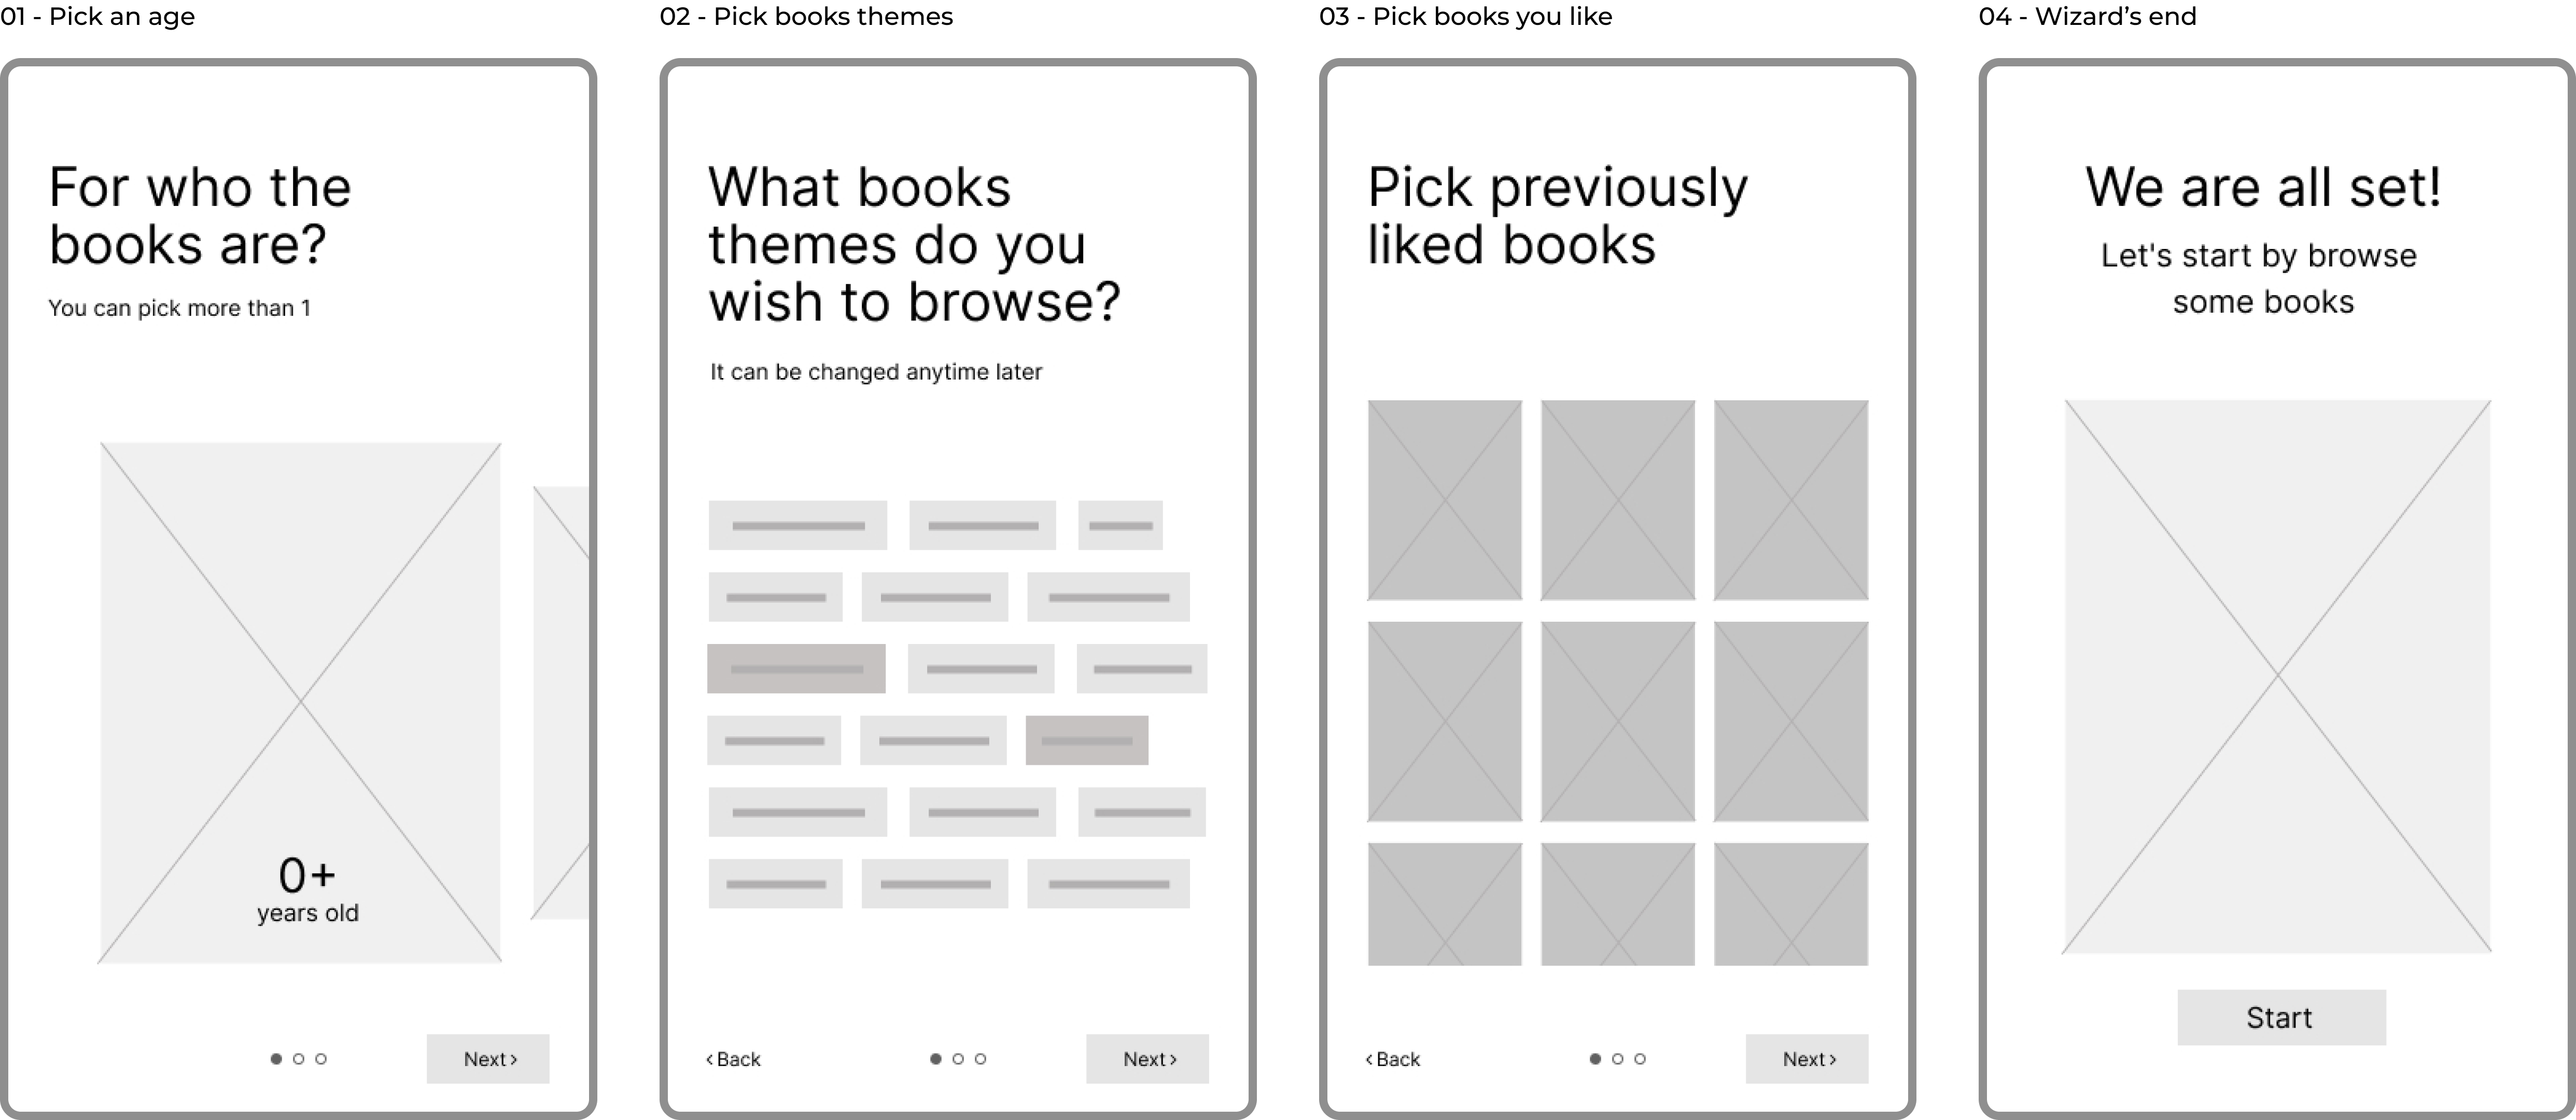 01 - Pick an age
For who the
books are?
You can pick more than 1
0+
years old
Next ›
02 - Pick books themes
What books
themes do you
wish to browse?
It can be changed anytime later
‹ Back
Next ›
03 - Pick books you like
Pick previously
liked books
‹ Back
Next ›
04 - Wizard’s end
We are all set!
Let's start by browse
some books
Start